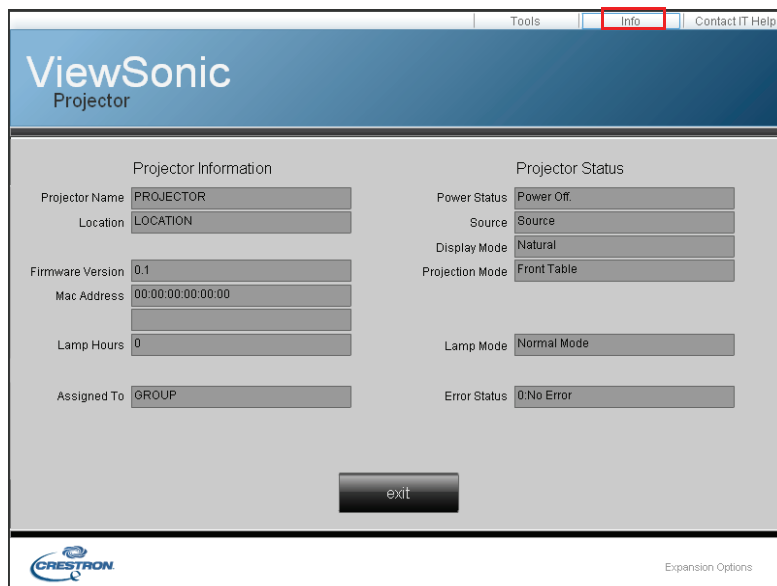 Tools
Info
Contact IT Help
ViewSonic
Projector
Projector Information
Projector Name PROJECTOR
Location LOCATION
Firmware Version 0.1
Mac Address 00:00:00:00:00:00
Lamp Hours 0
Assigned To GROUP
Projector Status
Power Status Power Off.
Source Source
Display Mode Natural
Projection Mode Front Table
Lamp Mode Normal Mode
Error Status 0:No Error
exit
CRESTRON.
Expansion Options